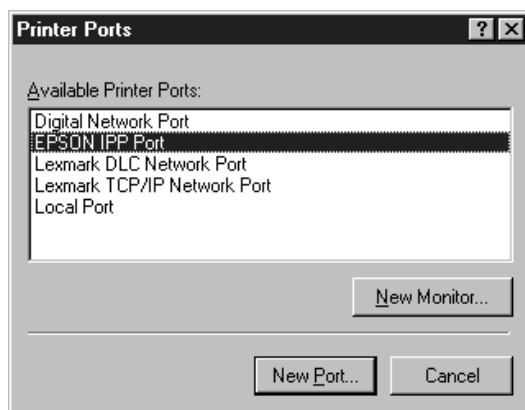 Printer Ports
? X
Available Printer Ports:
Digital Network Port
EPSON IPP Port
Lexmark DLC Network Port
Lexmark TCP/IP Network Port
Local Port
New Monitor...
New Port...
Cancel